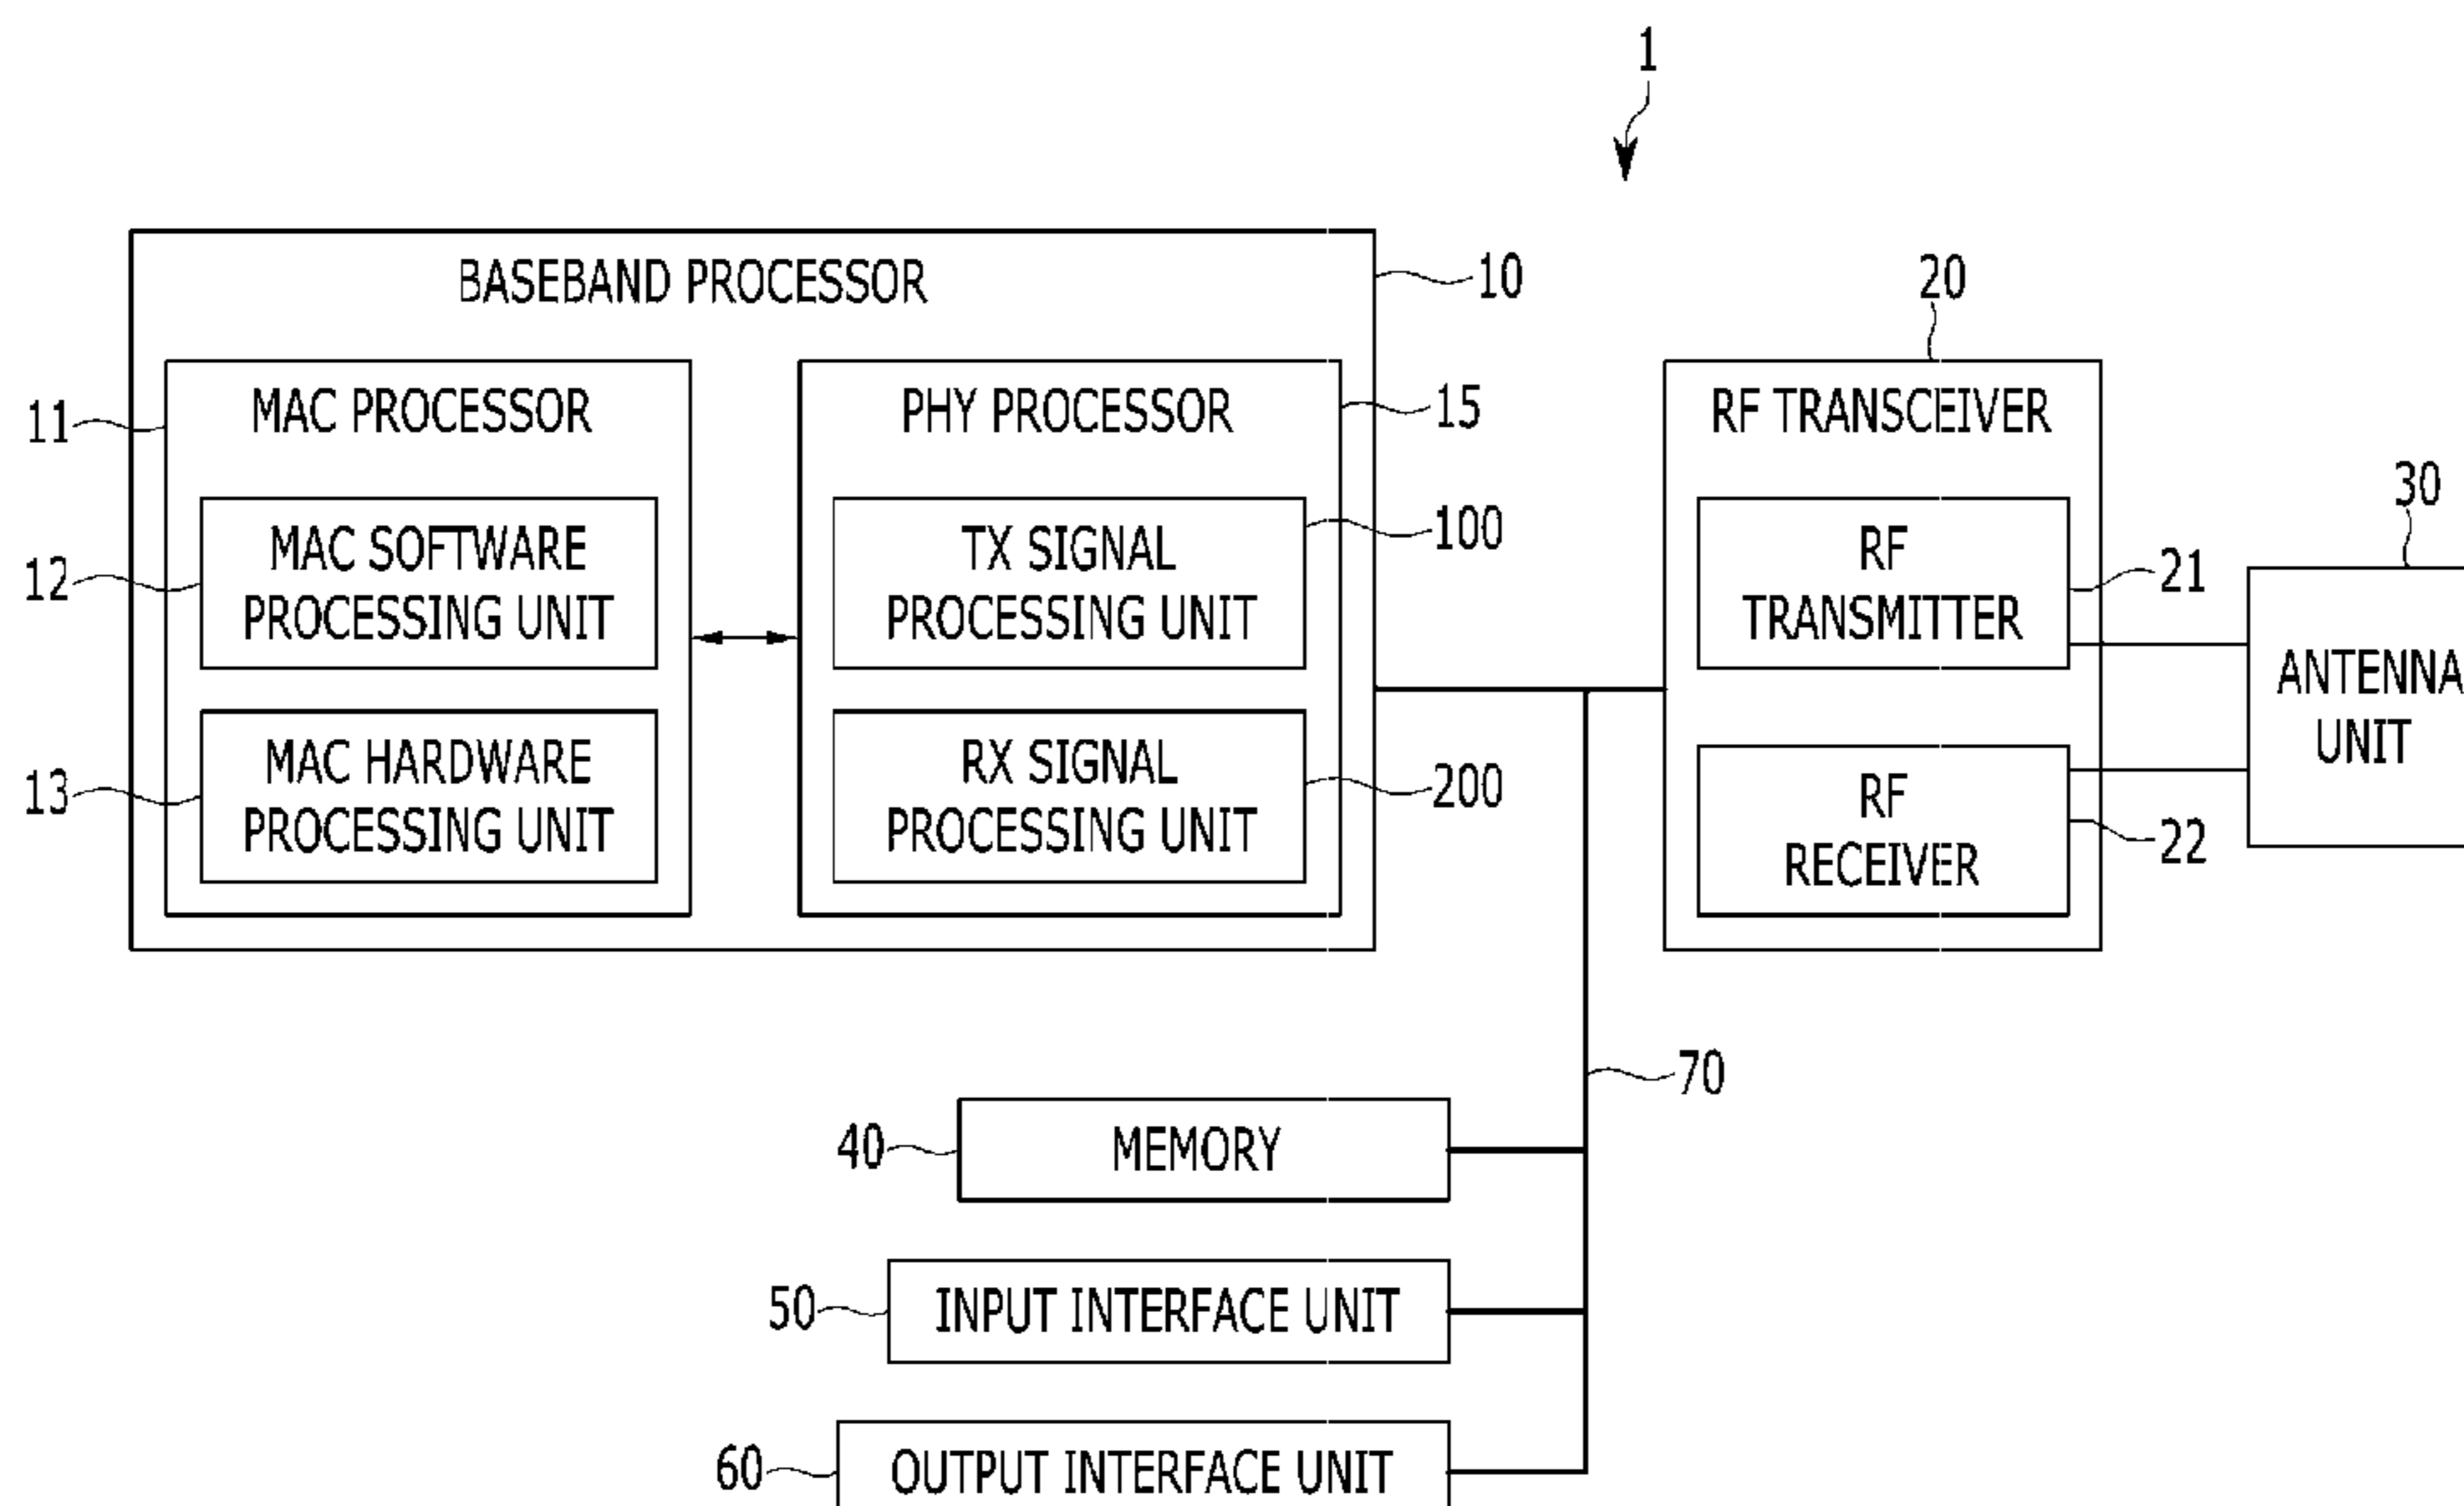 1
BASEBAND PROCESSOR
10
20
11
MAC PROCESSOR
PHY PROCESSOR
15
RF TRANSCEIVER
30
12
MAC SOFTWARE
PROCESSING UNIT
TX SIGNAL
PROCESSING UNIT
100
RF
TRANSMITTER
21
ANTENNA
UNIT
13
MAC HARDWARE
PROCESSING UNIT
RX SIGNAL
PROCESSING UNIT
200
RF
RECEIVER
22
70
40
MEMORY
50
INPUT INTERFACE UNIT
60
OUTPUT INTERFACE UNIT